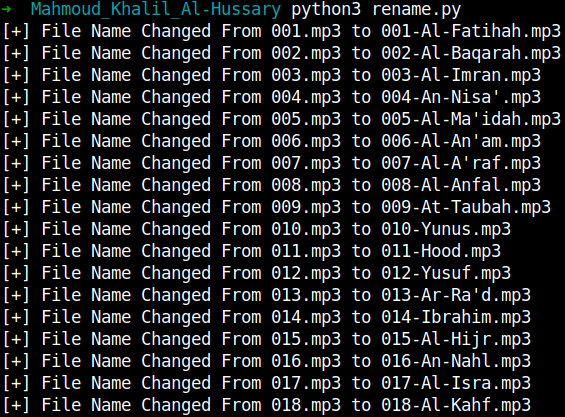 ➜ Mahmoud_Khalil_Al-Hussary python3 rename.py
[+] File Name Changed From 001.mp3 to 001-Al-Fatihah.mp3
[+] File Name Changed From 002.mp3 to 002-Al-Baqarah.mp3
[+] File Name Changed From 003.mp3 to 003-Al-Imran.mp3
[+] File Name Changed From 004.mp3 to 004-An-Nisa'.mp3
[+] File Name Changed From 005.mp3 to 005-Al-Ma'idah.mp3
[+] File Name Changed From 006.mp3 to 006-Al-An'am.mp3
[+] File Name Changed From 007.mp3 to 007-Al-A'raf.mp3
[+] File Name Changed From 008.mp3 to 008-Al-Anfal.mp3
[+] File Name Changed From 009.mp3 to 009-At-Taubah.mp3
[+] File Name Changed From 010.mp3 to 010-Yunus.mp3
[+] File Name Changed From 011.mp3 to 011-Hood.mp3
[+] File Name Changed From 012.mp3 to 012-Yusuf.mp3
[+] File Name Changed From 013.mp3 to 013-Ar-Ra'd.mp3
[+] File Name Changed From 014.mp3 to 014-Ibrahim.mp3
[+] File Name Changed From 015.mp3 to 015-Al-Hijr.mp3
[+] File Name Changed From 016.mp3 to 016-An-Nahl.mp3
[+] File Name Changed From 017.mp3 to 017-Al-Isra.mp3
[+] File Name Changed From 018.mp3 to 018-Al-Kahf.mp3